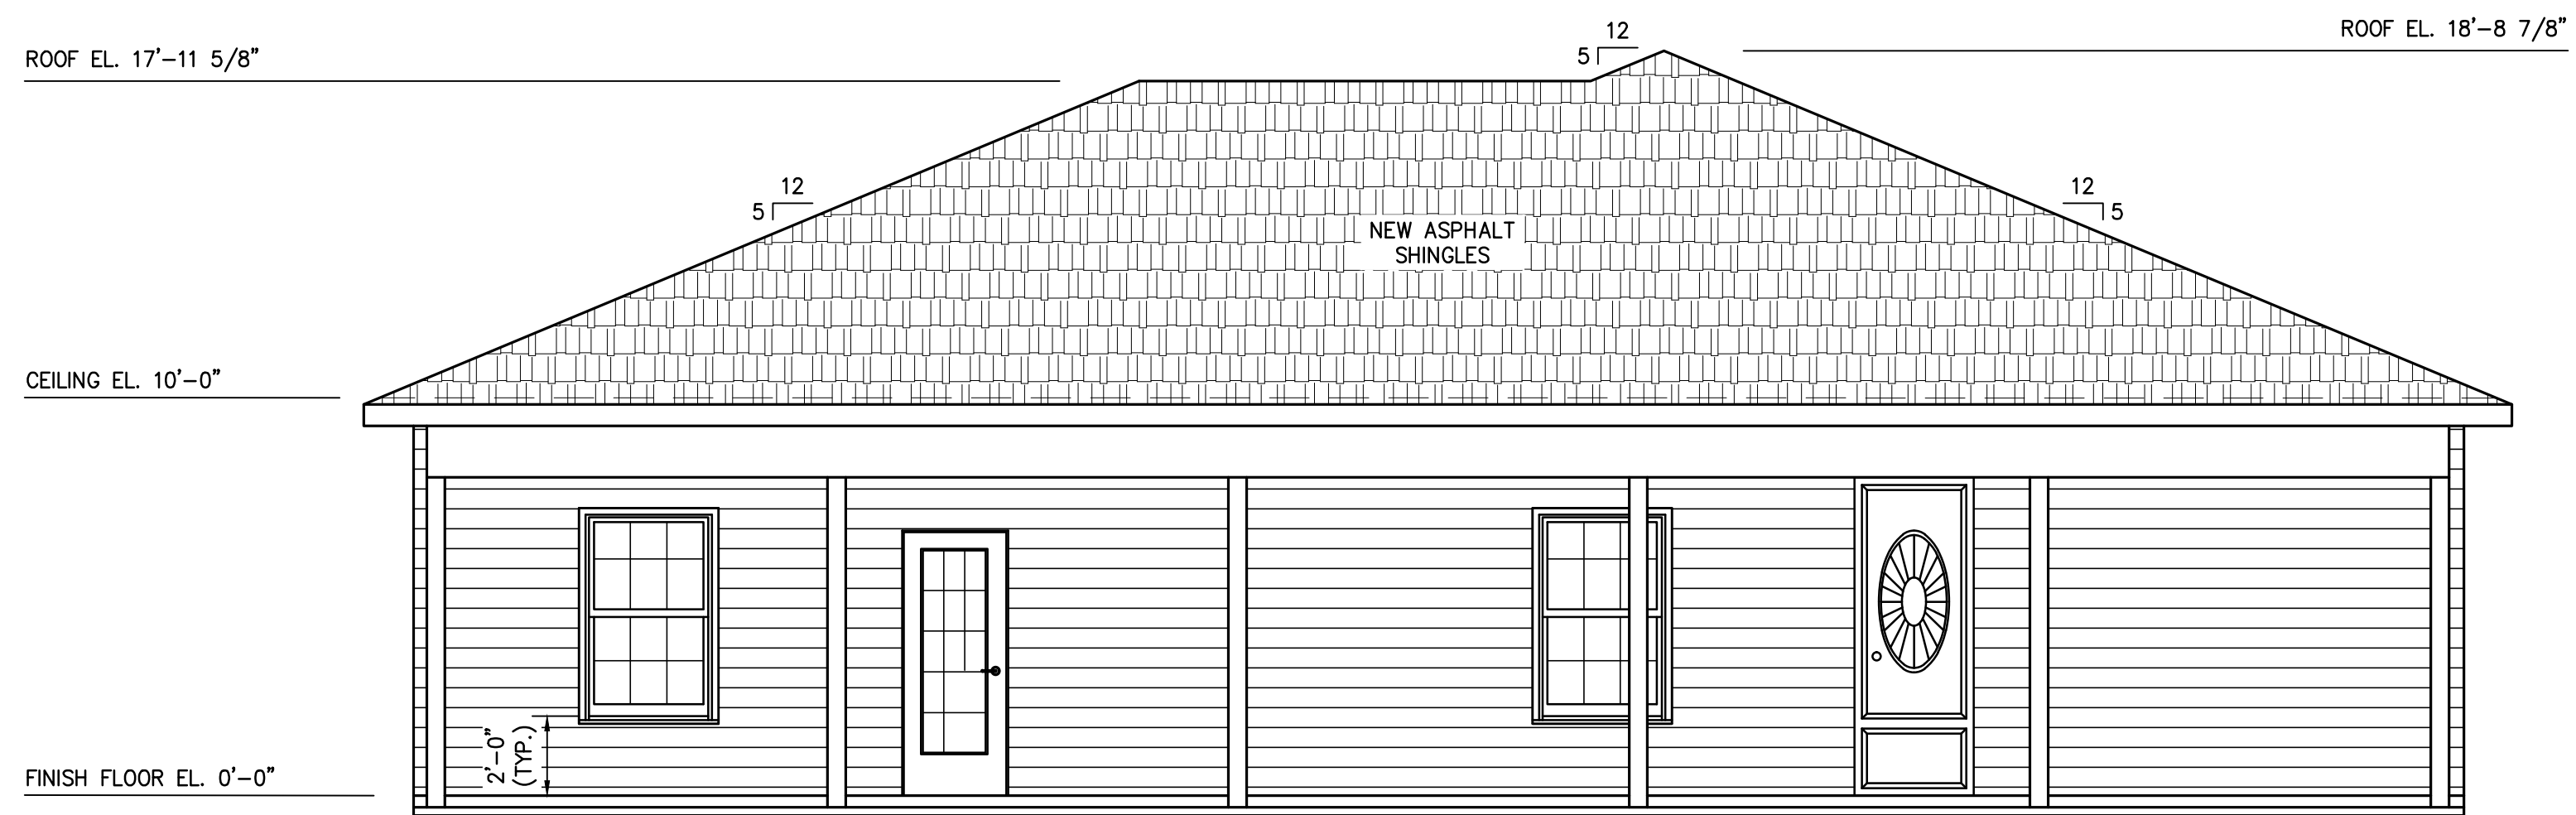 ROOF EL. 17'-11 5/8"
12
5
ROOF EL. 18'-8 7/8"
12
5
12
5
NEW ASPHALT
SHINGLES
CEILING EL. 10'-0"
2'-0"
(TYP.)
FINISH FLOOR EL. 0'-0"